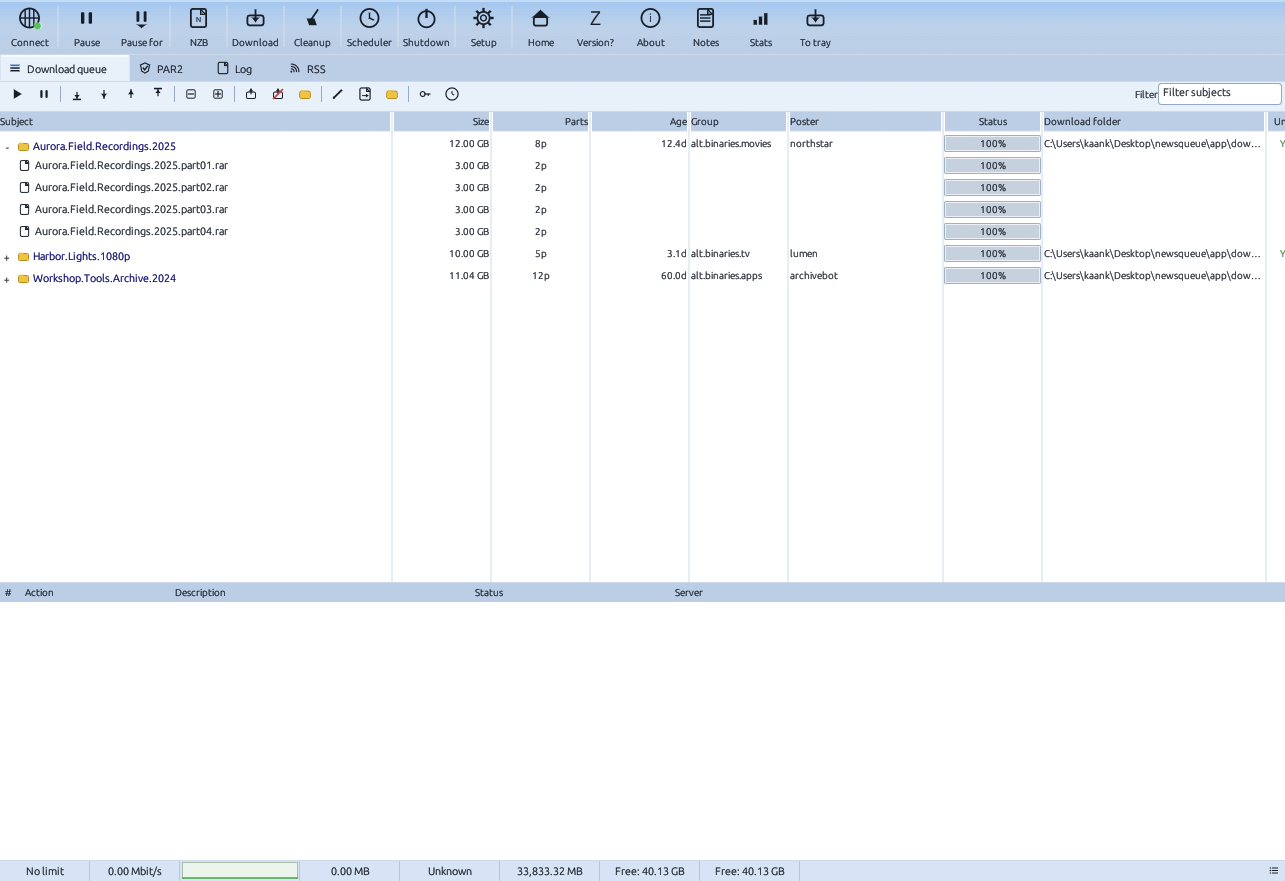 Connect Pause Pause for NZB Download Cleanup Scheduler Shutdown Setup Home Version? About Notes Stats To tray
Download queue PAR2 Log RSS
Filter Filter subjects
Subject Size Parts Age Group Poster Status Download folder Un
- Aurora.Field.Recordings.2025 12.00 GB 8p 12.4d alt.binaries.movies northstar 100% C:\Users\kaank\Desktop\newsqueue\app\dow... Y
Aurora.Field.Recordings.2025.part01.rar 3.00 GB 2p 100%
Aurora.Field.Recordings.2025.part02.rar 3.00 GB 2p 100%
Aurora.Field.Recordings.2025.part03.rar 3.00 GB 2p 100%
Aurora.Field.Recordings.2025.part04.rar 3.00 GB 2p 100%
+ Harbor.Lights.1080p 10.00 GB 5p 3.1d alt.binaries.tv lumen 100% C:\Users\kaank\Desktop\newsqueue\app\dow... Y
+ Workshop.Tools.Archive.2024 11.04 GB 12p 60.0d alt.binaries.apps archivebot 100% C:\Users\kaank\Desktop\newsqueue\app\dow...
# Action Description Status Server
No limit 0.00 Mbit/s 0.00 MB Unknown 33,833.32 MB Free: 40.13 GB Free: 40.13 GB